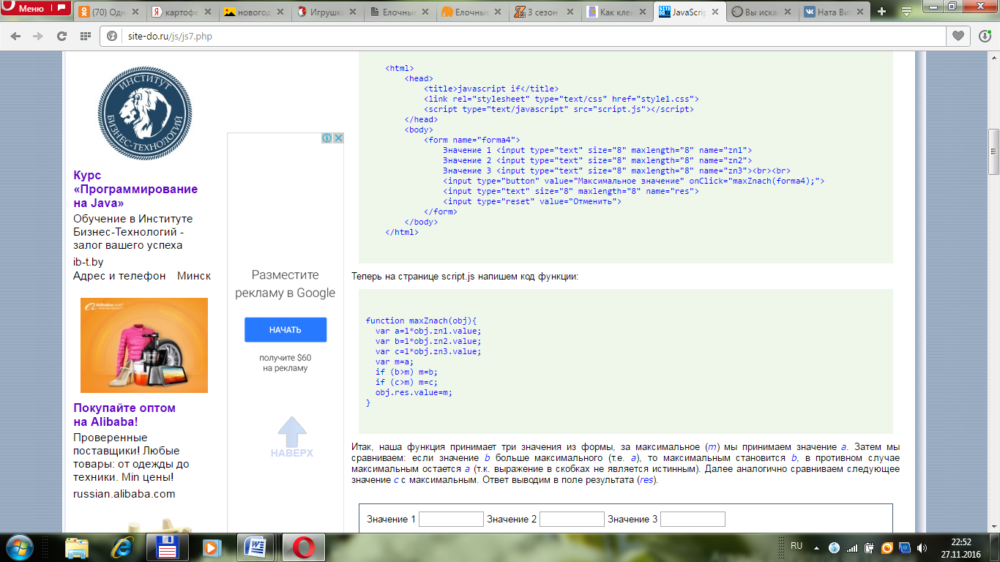 Меню
(70) Одн
картофе
новогод
Игрушки
Елочные
Елочные
3 сезон
Как клеи
JavaScrip
Вы иска
Ната Вит
site-do.ru/js/js7.php
ИНСТИТУТ
БИЗНЕС-ТЕХНОЛОГИЙ
Курс
«Программирование
на Java»
Обучение в Институте
Бизнес-Технологий -
залог вашего успеха
ib-t.by
Адрес и телефон Минск
Alibaba.com
Покупайте оптом
на Alibaba!
Проверенные
поставщики! Любые
товары: от одежды до
техники. Min цены!
russian.alibaba.com
Разместите
рекламу в Google
НАЧАТЬ
получите $60
на рекламу
НАВЕРХ
<html>
<head>
<title>javascript if</title>
<link rel="stylesheet" type="text/css" href="style1.css">
<script type="text/javascript" src="script.js"></script>
</head>
<body>
<form name="forma4">
Значение 1 <input type="text" size="8" maxlength="8" name="zn1">
Значение 2 <input type="text" size="8" maxlength="8" name="zn2">
Значение 3 <input type="text" size="8" maxlength="8" name="zn3"><br><br>
<input type="button" value="Максимальное значение" onClick="maxZnach(forma4);">
<input type="text" size="8" maxlength="8" name="res">
<input type="reset" value="Отменить">
</form>
</body>
</html>
Теперь на странице script.js напишем код функции:
function maxZnach(obj){
var a=1*obj.zn1.value;
var b=1*obj.zn2.value;
var c=1*obj.zn3.value;
var m=a;
if (b>m) m=b;
if (c>m) m=c;
obj.res.value=m;
}
Итак, наша функция принимает три значения из формы, за максимальное (m) мы принимаем значение a. Затем мы
сравниваем: если значение b больше максимального (т.е. a), то максимальным становится b, в противном случае
максимальным остается a (т.к. выражение в скобках не является истинным). Далее аналогично сравниваем следующее
значение c с максимальным. Ответ выводим в поле результата (res).
Значение 1 Значение 2 Значение 3
RU
22:52
27.11.2016